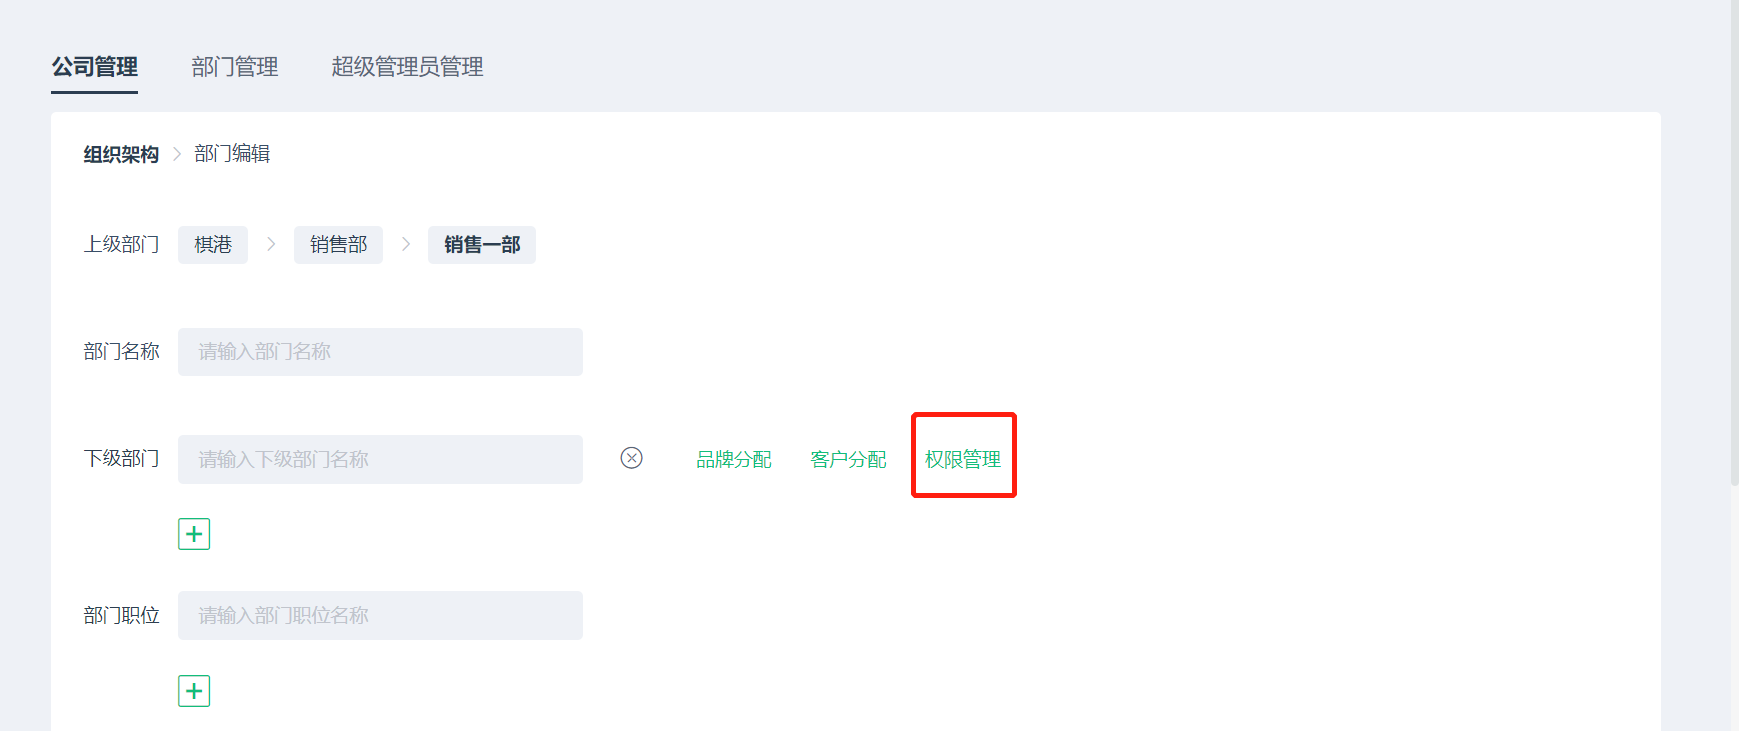 公司管理 部门管理 超级管理员管理
组织架构 部门编辑
上级部门 棋港 销售部 销售一部
部门名称 请输入部门名称
下级部门 请输入下级部门名称 品牌分配 客户分配 权限管理
部门职位 请输入部门职位名称